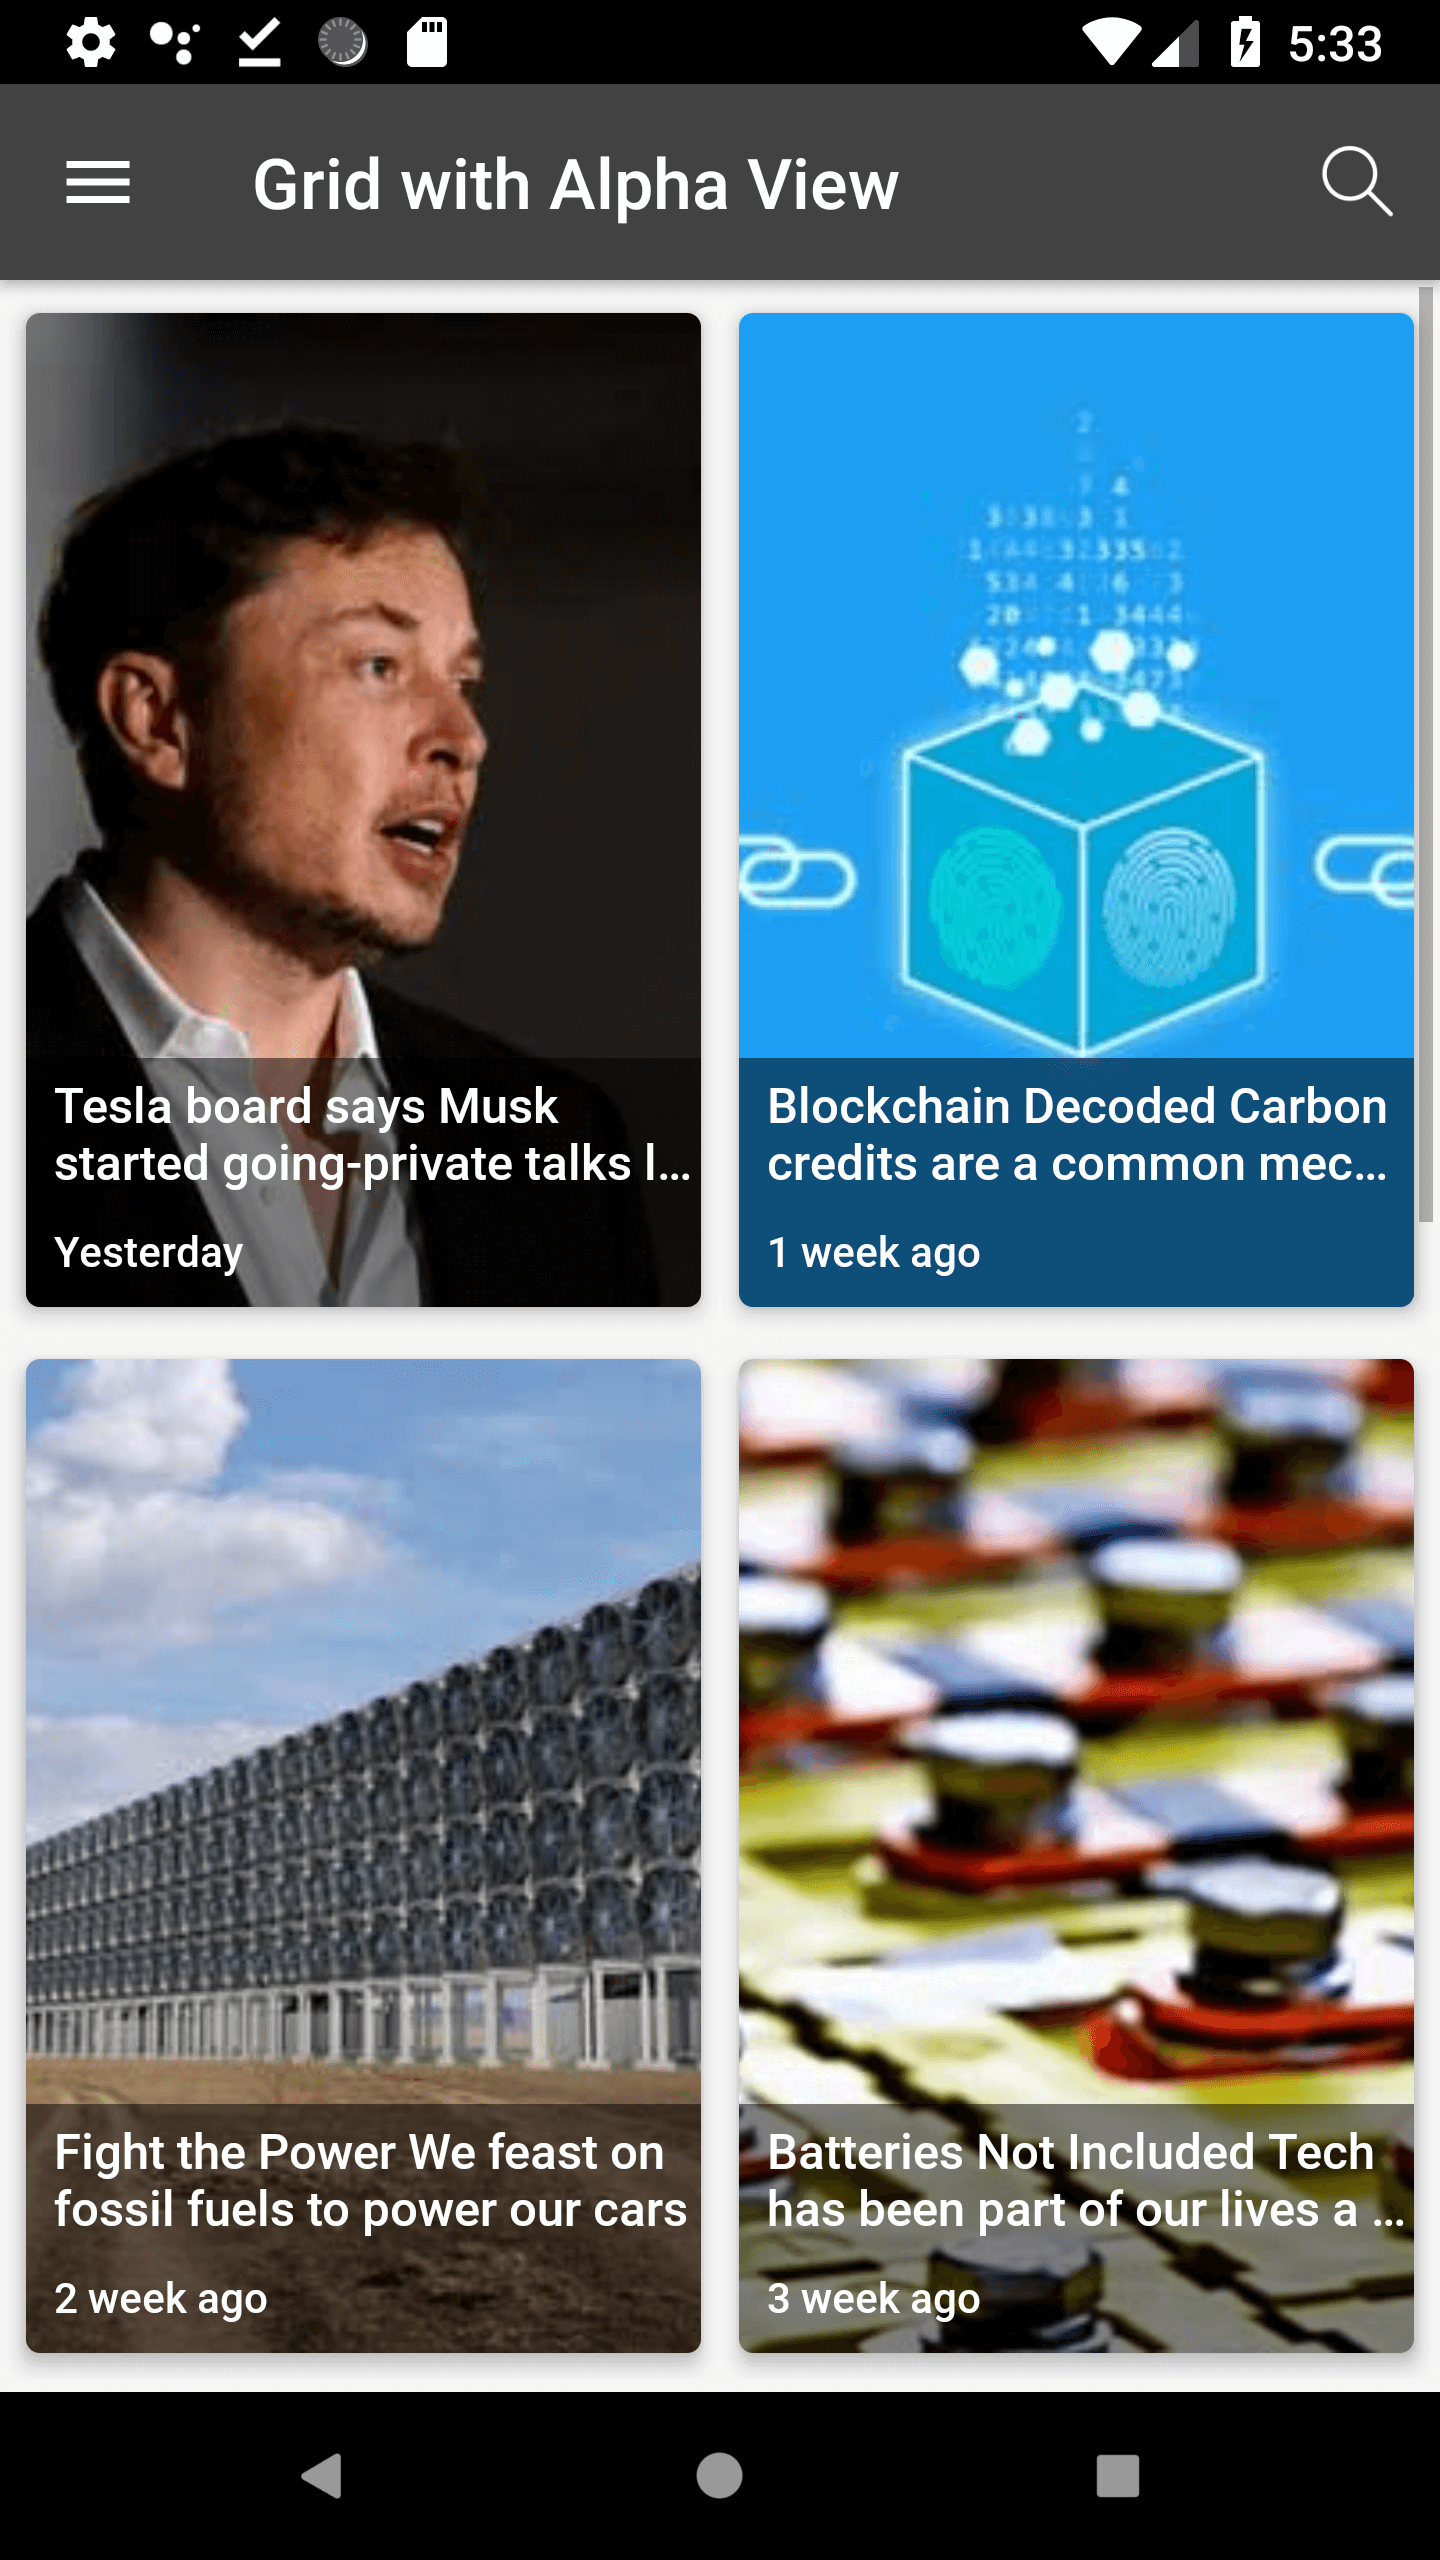 5:33
Grid with Alpha View
Tesla board says Musk
started going-private talks l...
Yesterday
Blockchain Decoded Carbon
credits are a common mec...
1 week ago
Fight the Power We feast on
fossil fuels to power our cars
2 week ago
Batteries Not Included Tech
has been part of our lives a ...
3 week ago